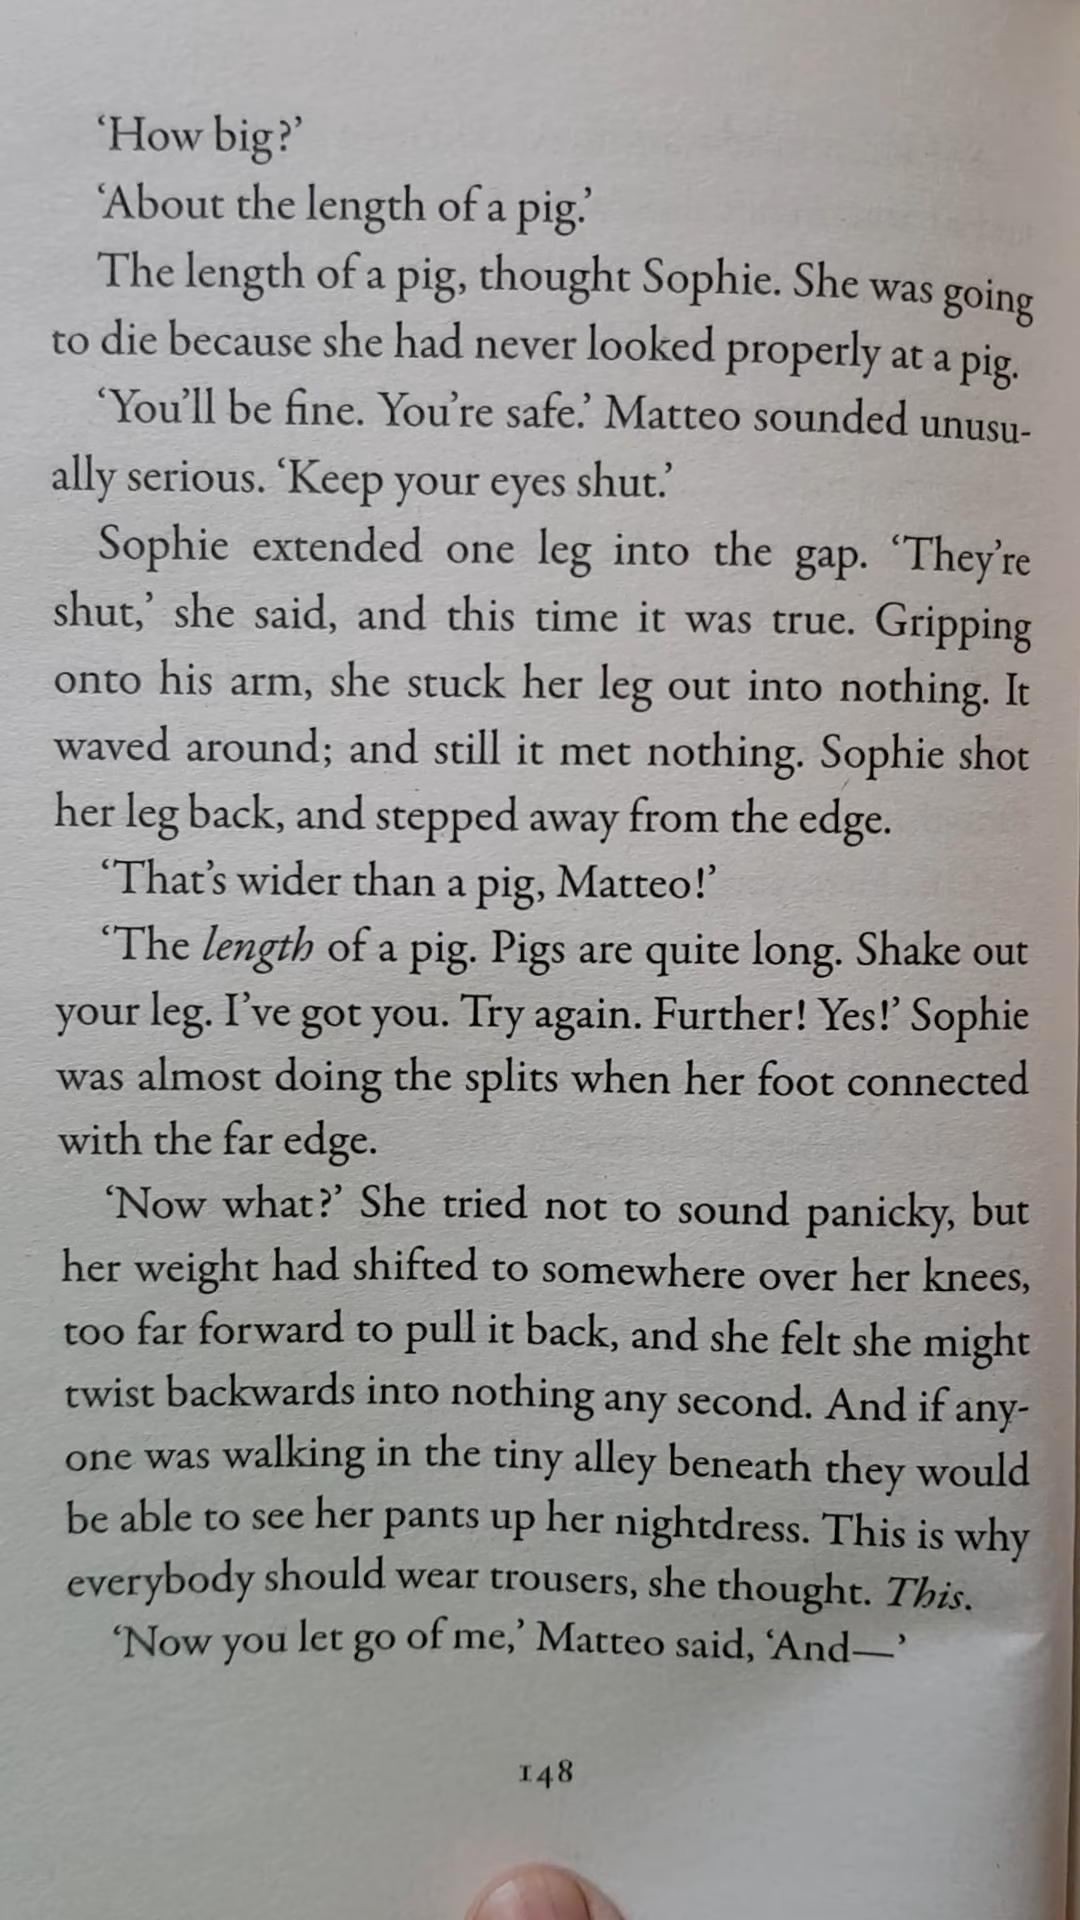 ‘How big?’
‘About the length of a pig.’
The length of a pig, thought Sophie. She was going
to die because she had never looked properly at a pig.
‘You’ll be fine. You’re safe.’ Matteo sounded unusu-
ally serious. ‘Keep your eyes shut.’
Sophie extended one leg into the gap. ‘They’re
shut,’ she said, and this time it was true. Gripping
onto his arm, she stuck her leg out into nothing. It
waved around; and still it met nothing. Sophie shot
her leg back, and stepped away from the edge.
‘That’s wider than a pig, Matteo!’
‘The length of a pig. Pigs are quite long. Shake out
your leg. I’ve got you. Try again. Further! Yes!’ Sophie
was almost doing the splits when her foot connected
with the far edge.
‘Now what?’ She tried not to sound panicky, but
her weight had shifted to somewhere over her knees,
too far forward to pull it back, and she felt she might
twist backwards into nothing any second. And if any-
one was walking in the tiny alley beneath they would
be able to see her pants up her nightdress. This is why
everybody should wear trousers, she thought. This.
‘Now you let go of me,’ Matteo said, ‘And—’
148